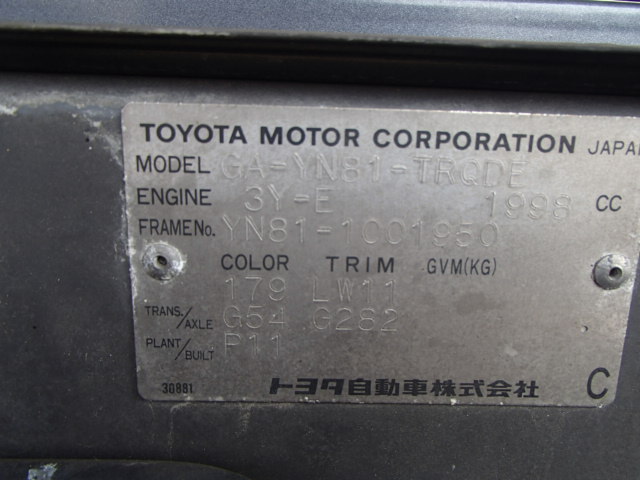 TOYOTA MOTOR CORPORATION JAPAN
MODEL GA-YN81-TRQDE
ENGINE 3Y-E 1998 CC
FRAME No. YN81-1001950
COLOR TRIM GVM(KG)
179 LW11
TRANS./AXLE G54 G282
PLANT/BUILT P11
30881 トヨタ自動車株式会社 C